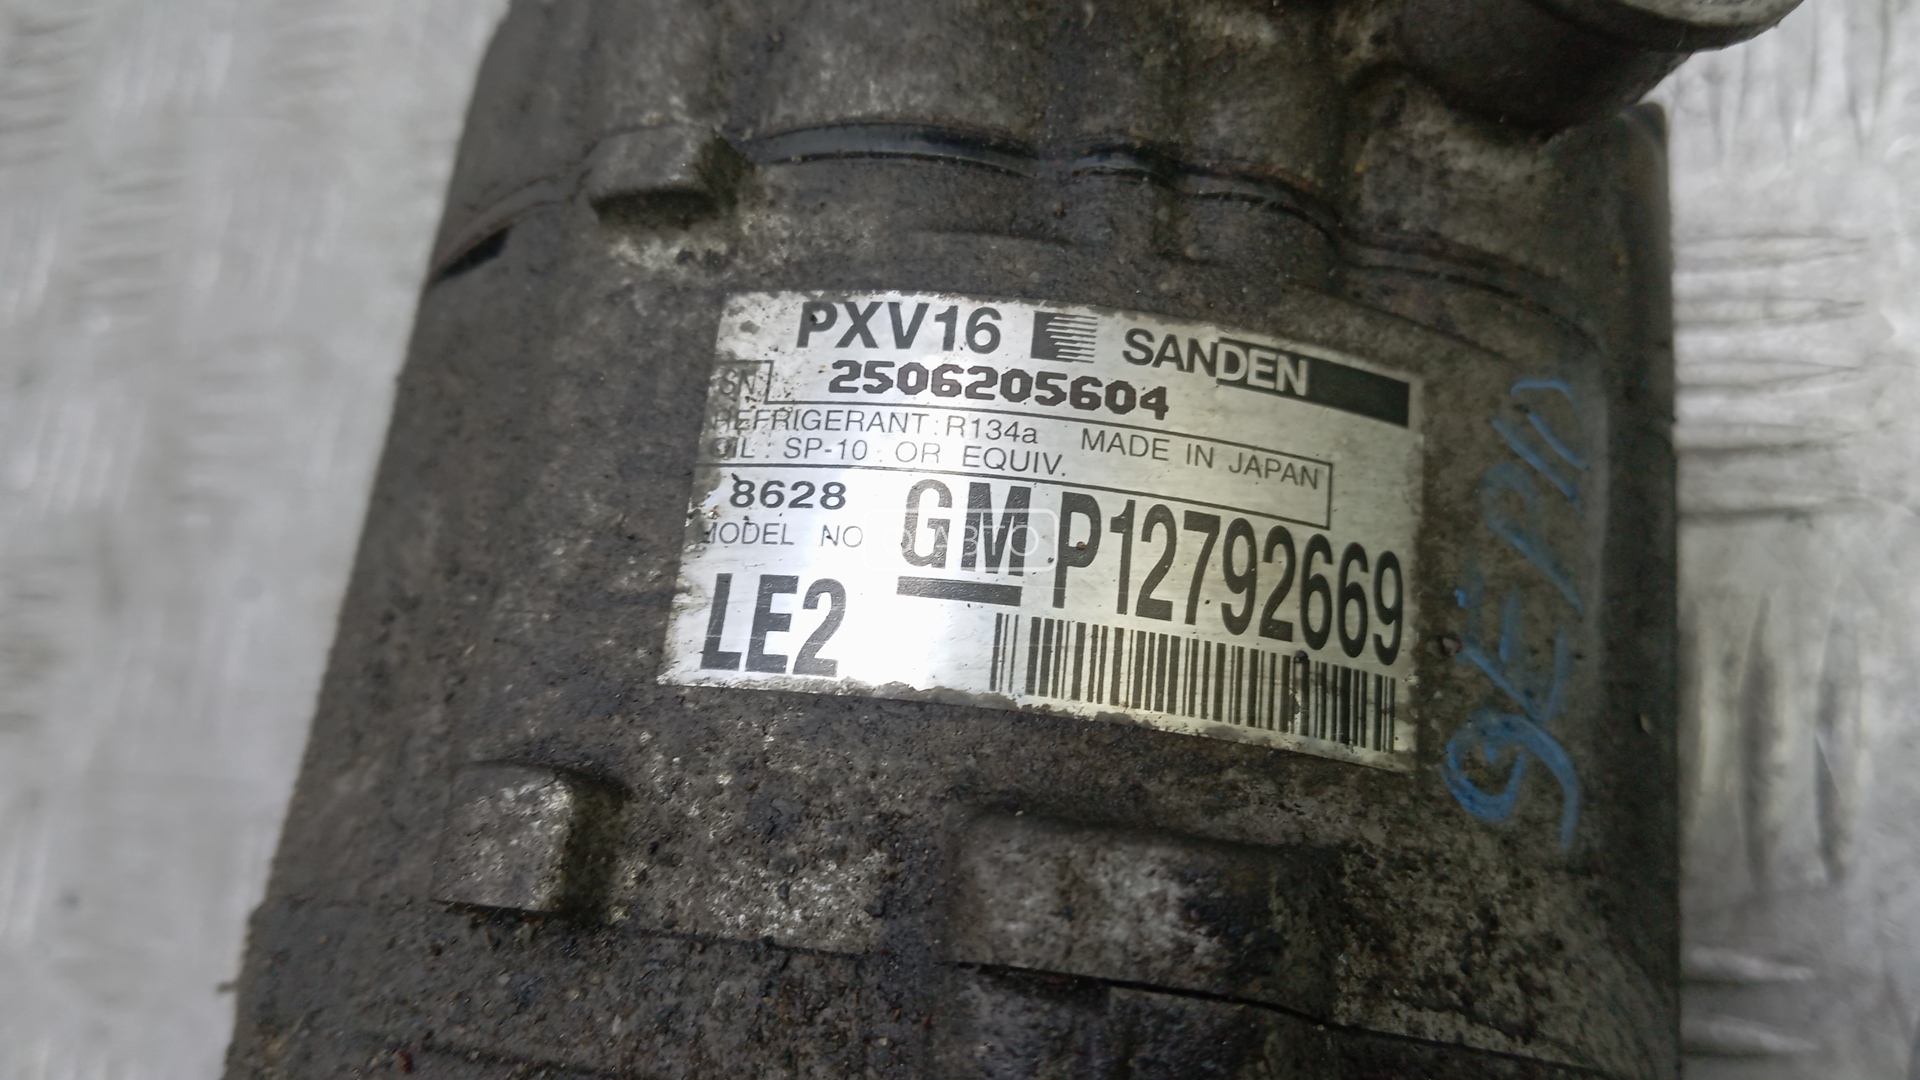 PXV16 SANDEN
SN 2506205604
REFRIGERANT : R134a MADE IN JAPAN
OIL : SP-10 OR EQUIV.
8628
MODEL NO
GM P12792669
LE2